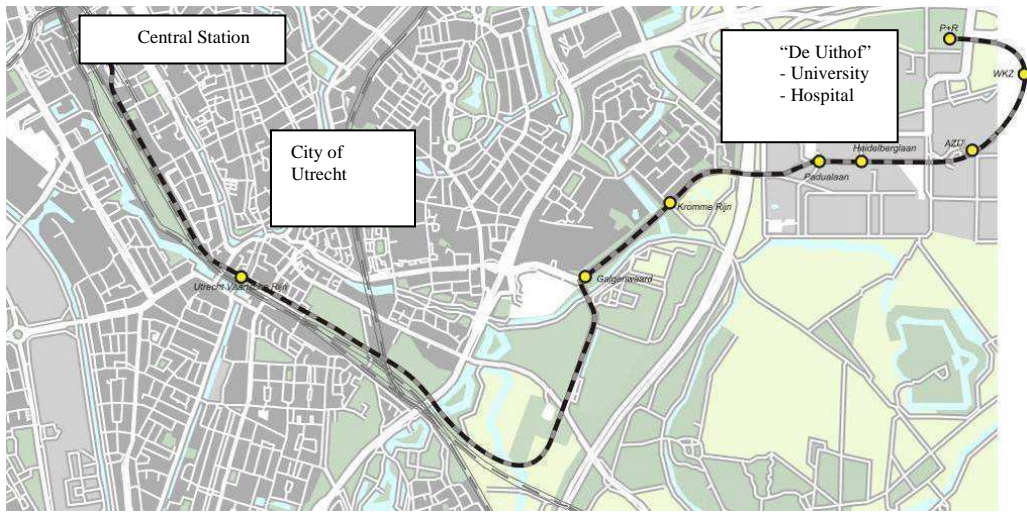 Central Station
“De Uithof”
- University
- Hospital
City of
Utrecht
P+R
WKZ
AZU
Heidelberglaan
Padualaan
Kromme Rijn
Galgenwaard
Utrecht Vaartsche Rijn